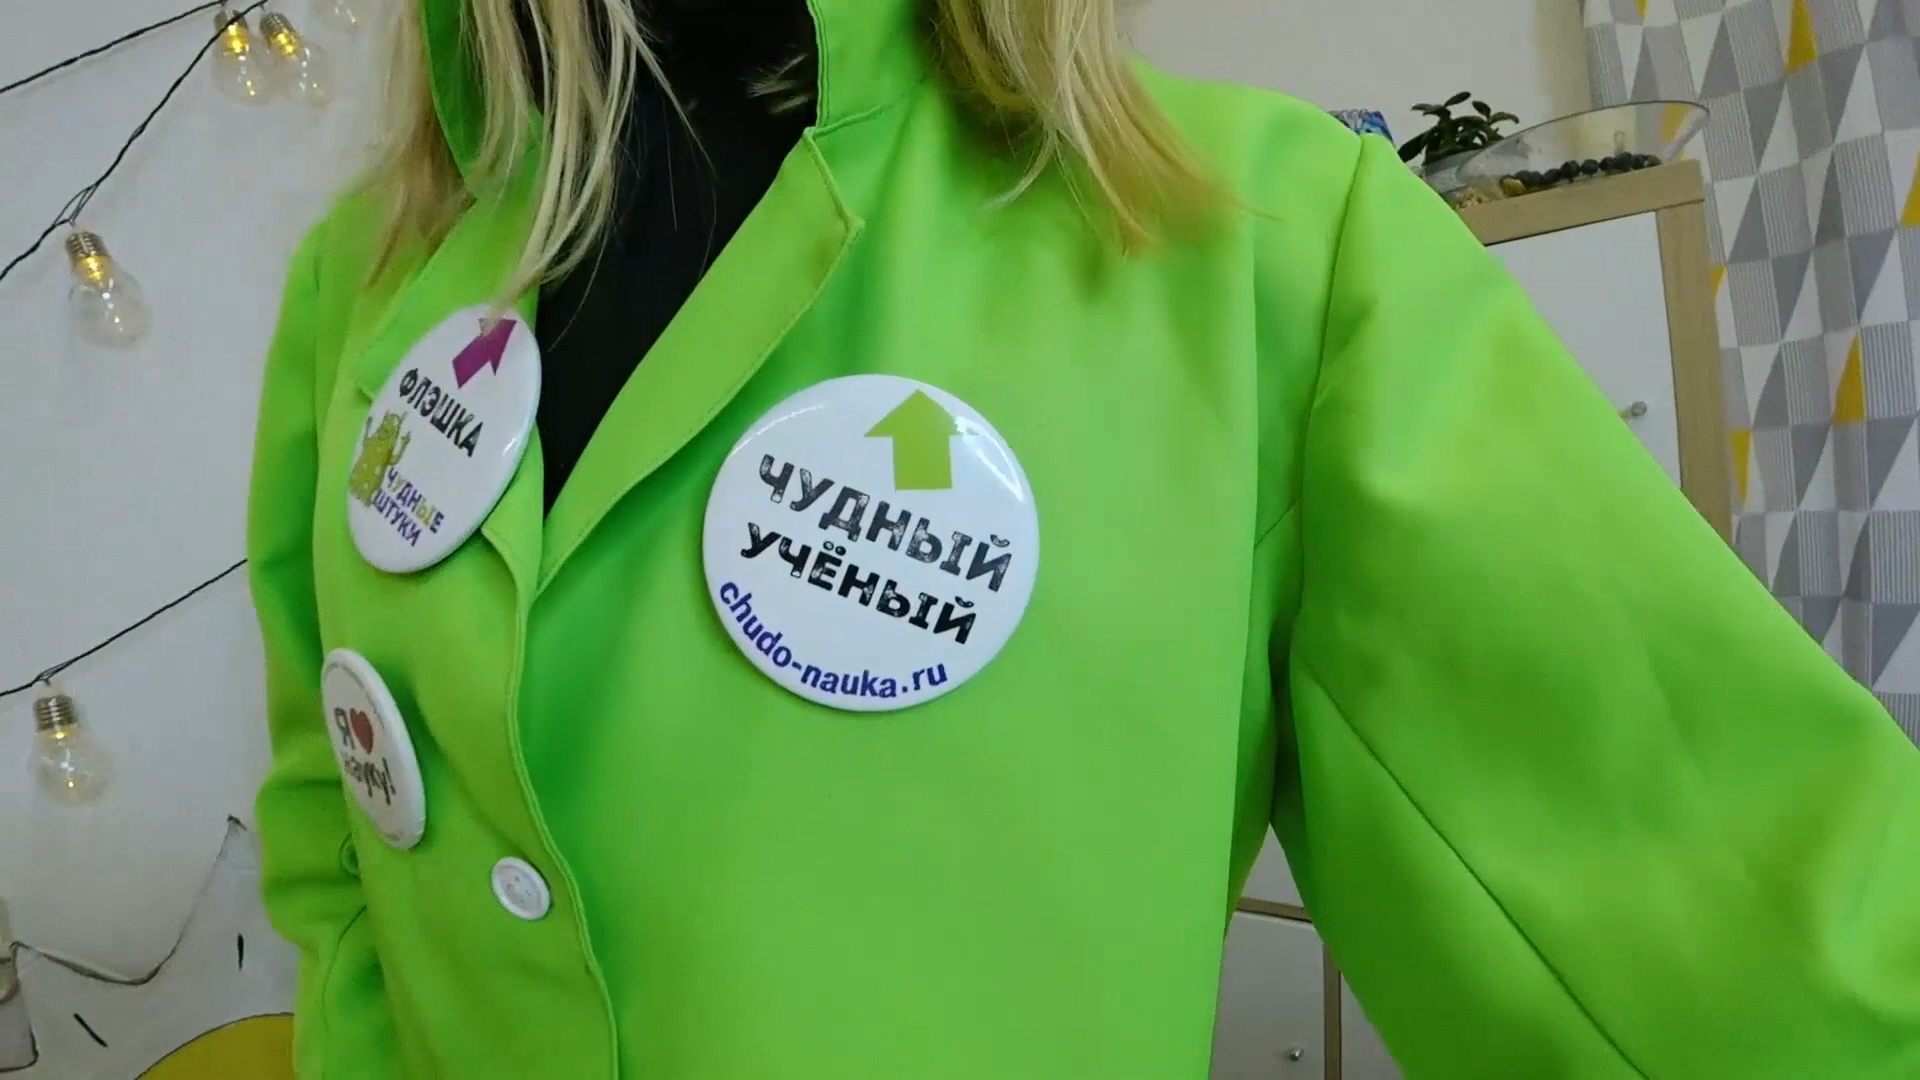 ФЛЭШКА
ЧУДНЫЕ
ШТУКИ
ЧУДНЫЙ
УЧЁНЫЙ
chudo-nauka.ru
Я
науку!